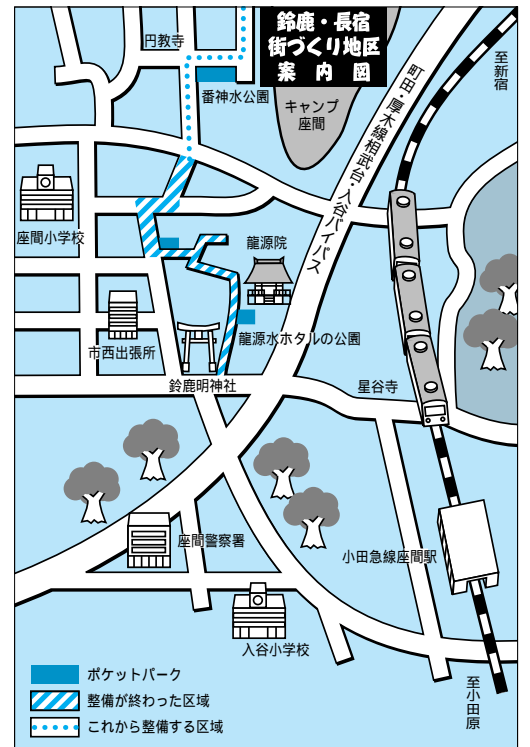 鈴鹿・長宿
街づくり地区
案内図
円教寺
番神水公園
キャンプ
座間
町田・厚木線相武台・入谷バイパス
至新宿
座間小学校
龍源院
市西出張所
龍源水ホタルの公園
鈴鹿明神社
星谷寺
座間警察署
小田急線座間駅
入谷小学校
ポケットパーク
整備が終わった区域
これから整備する区域
至小田原